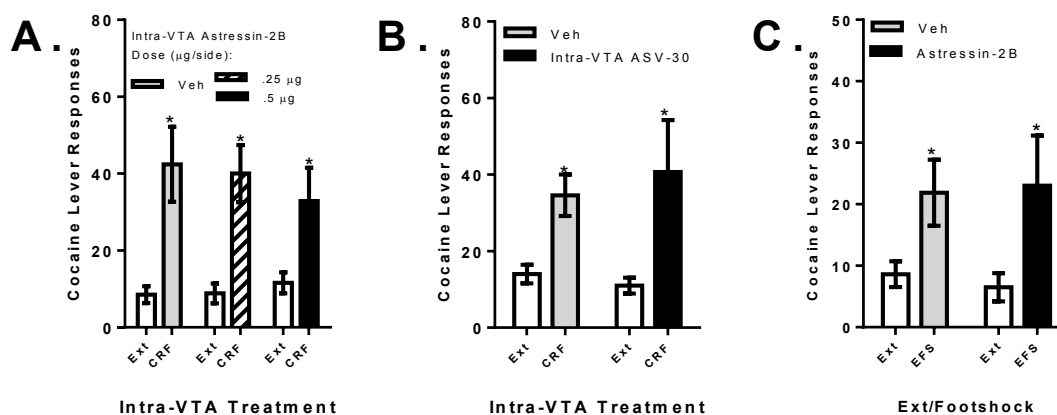 A.
Intra-VTA Astressin-2B
Dose (µg/side):
Veh
.25 µg
.5 µg
Cocaine Lever Responses
80
60
40
20
0
*
*
*
Ext
CRF
Ext
CRF
Ext
CRF
Intra-VTA Treatment
B.
Veh
Intra-VTA ASV-30
Cocaine Lever Responses
80
60
40
20
0
*
*
Ext
CRF
Ext
CRF
Intra-VTA Treatment
C.
Veh
Astressin-2B
Cocaine Lever Responses
50
40
30
20
10
0
*
*
Ext
EFS
Ext
EFS
Ext/Footshock